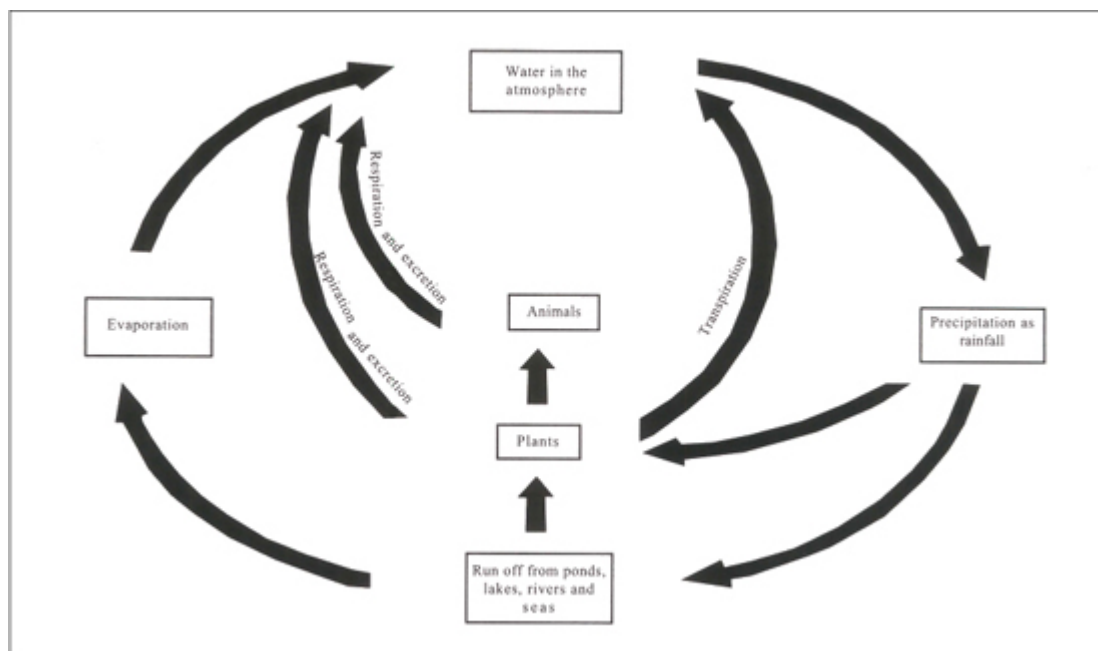 Water in the
atmosphere
Respiration and excretion
Respiration and excretion
Transpiration
Evaporation
Animals
Precipitation as
rainfall
Plants
Run off from ponds,
lakes, rivers and
seas